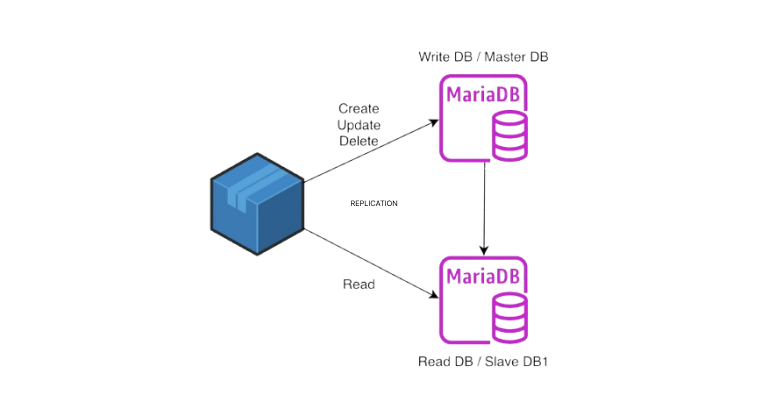 Write DB / Master DB
MariaDB
Create
Update
Delete
REPLICATION
MariaDB
Read
Read DB / Slave DB1